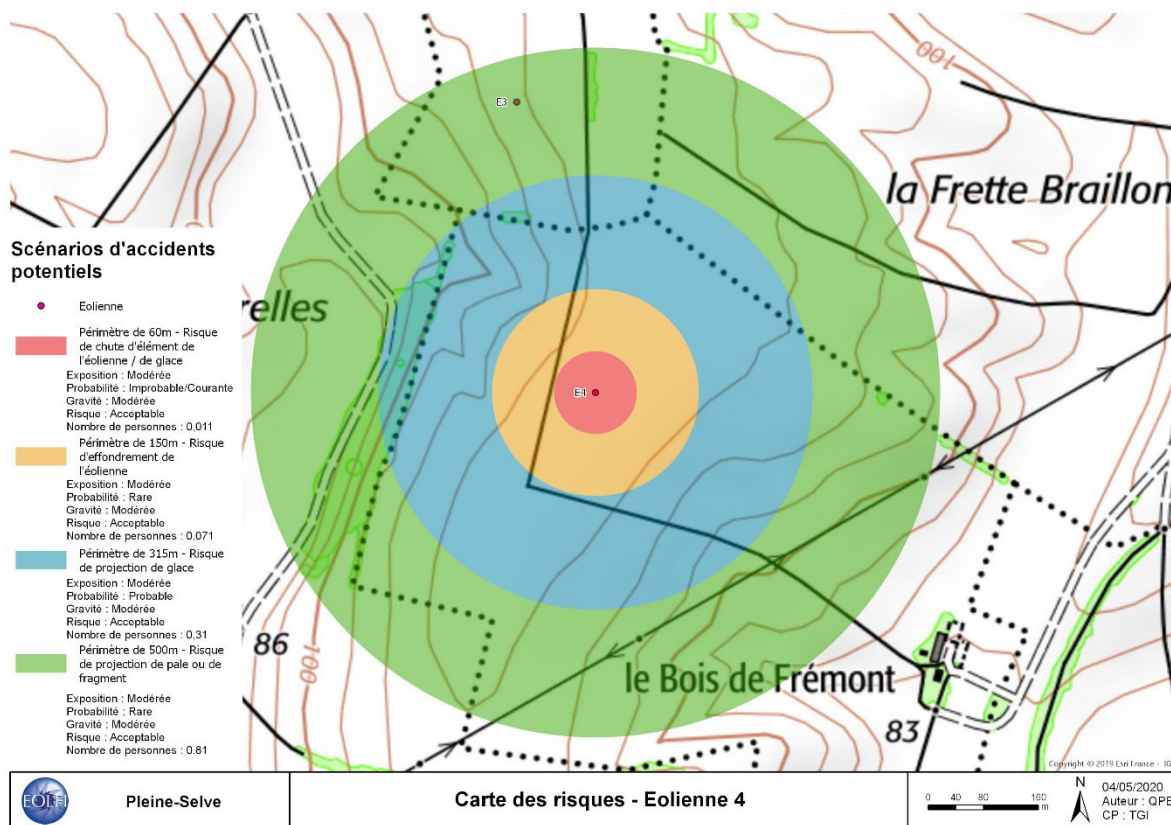 E3
100
la Frette Braillon
Scénarios d'accidents
potentiels
Eolienne
relles
Périmètre de 60m - Risque
de chute d'élément de
l'éolienne / de glace
Exposition : Modérée
Probabilité : Improbable/Courante
Gravité : Modérée
Risque : Acceptable
Nombre de personnes : 0,011
E4
Périmètre de 150m - Risque
d'effondrement de
l'éolienne
Exposition : Modérée
Probabilité : Rare
Gravité : Modérée
Risque : Acceptable
Nombre de personnes : 0,071
Périmètre de 315m - Risque
de projection de glace
Exposition : Modérée
Probabilité : Probable
Gravité : Modérée
Risque : Acceptable
Nombre de personnes : 0,31
Périmètre de 500m - Risque
de projection de pale ou de
fragment
Exposition : Modérée
Probabilité : Rare
Gravité : Modérée
Risque : Acceptable
Nombre de personnes : 0.81
86
100
le Bois de Frémont
83
Copyright © 2019 Esri France - IG
EOLFI
Pleine-Selve
Carte des risques - Eolienne 4
0 40 80 160
m
N
04/05/2020
Auteur : QPE
CP : TGI